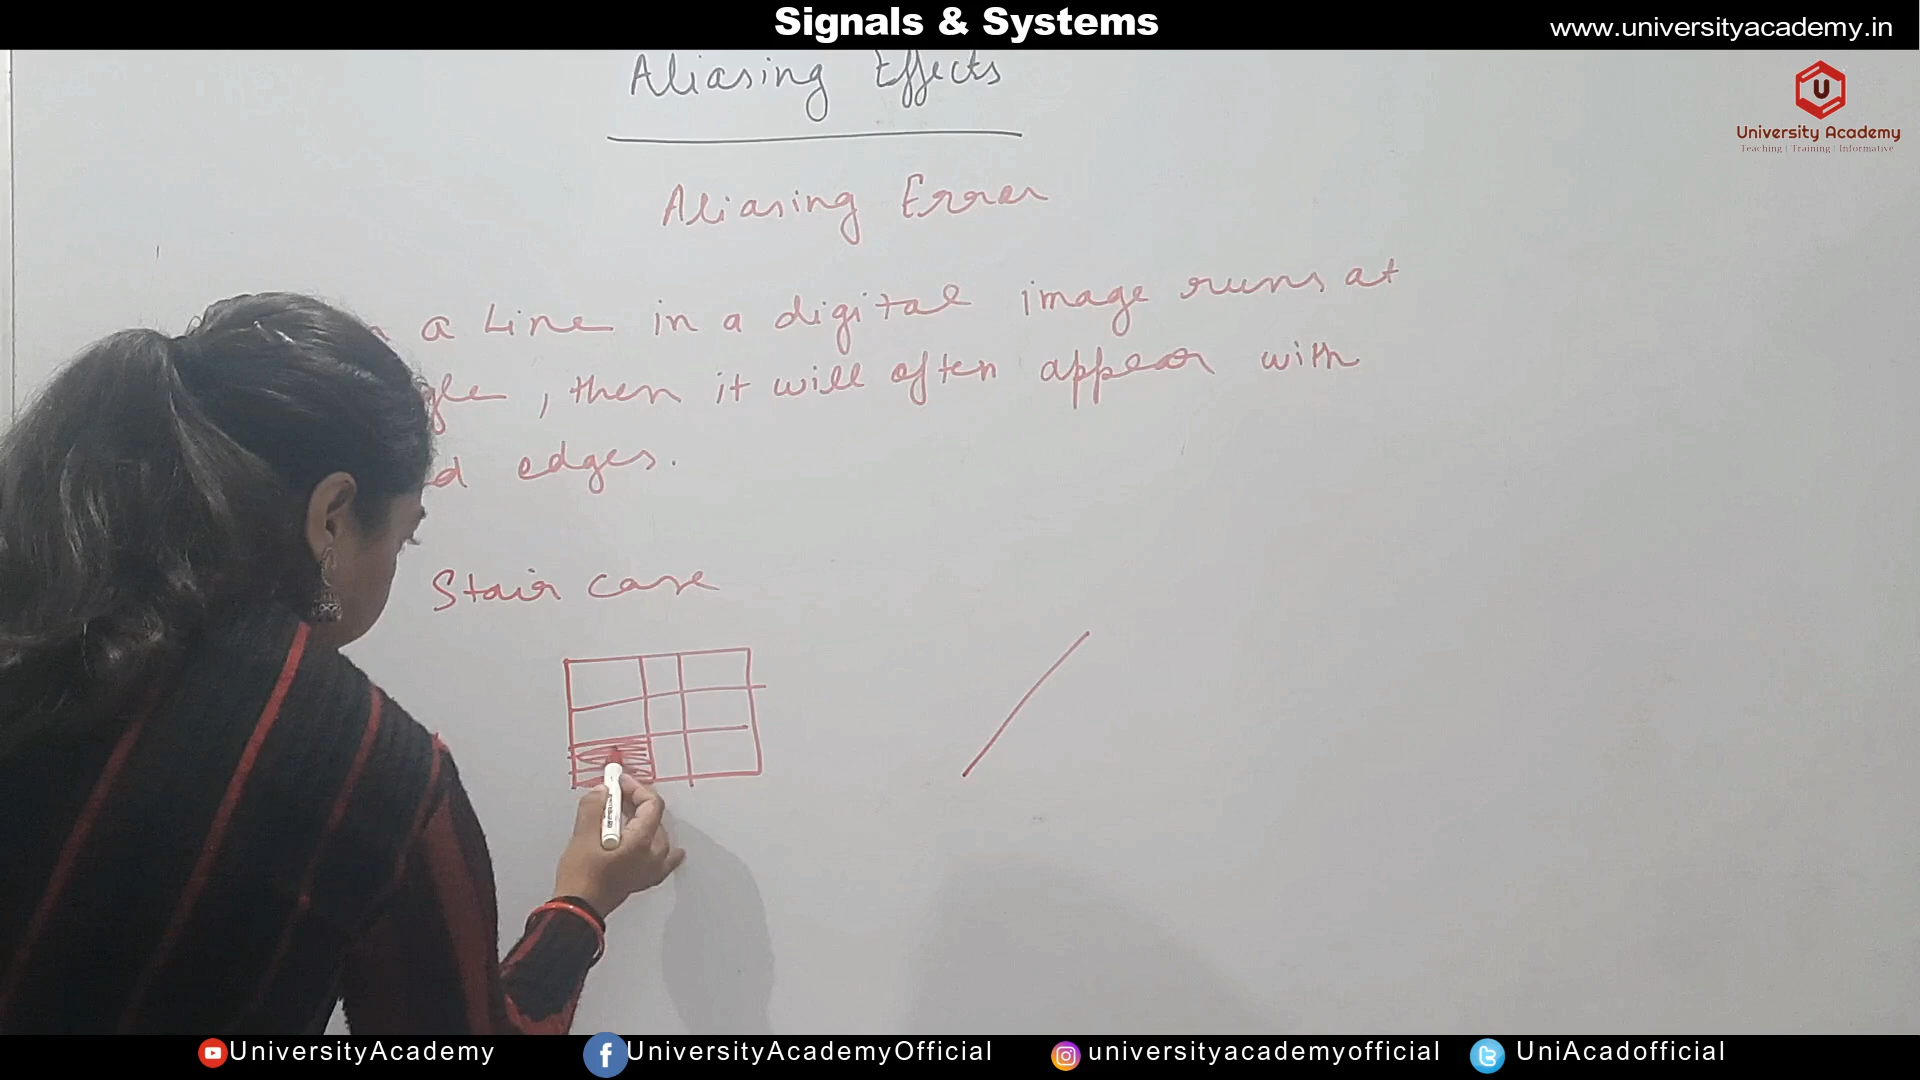 Signals & Systems
www.universityacademy.in
Aliasing Effects
U
University Academy
Teaching | Training | Informative
Aliasing Error
a Line in a digital image runs at
, then it will often appear with
edges.
Stair case
UniversityAcademy
UniversityAcademyOfficial
universityacademyofficial
UniAcadofficial